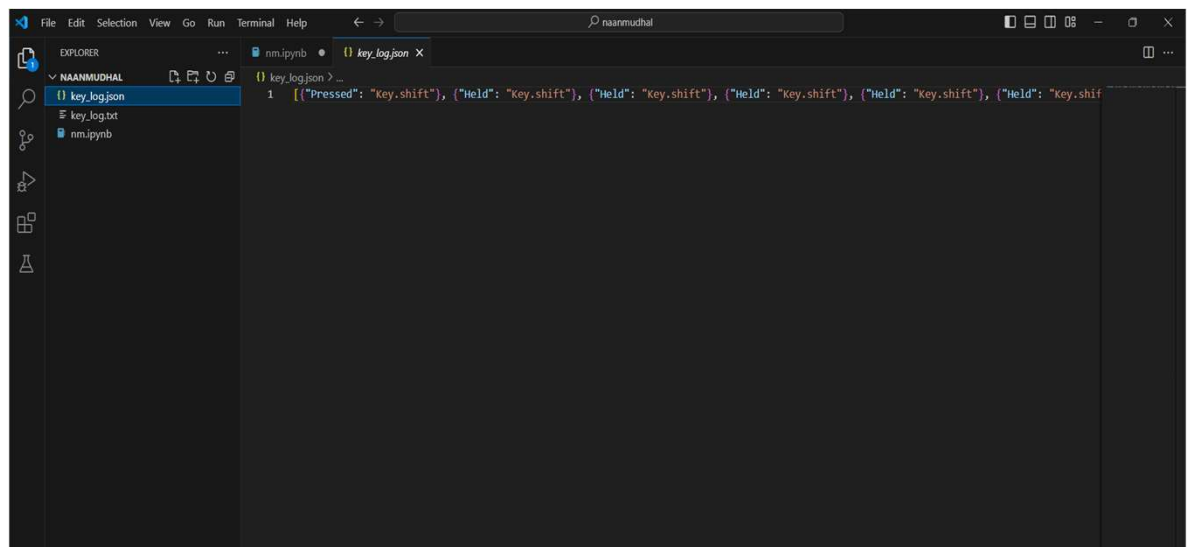 File Edit Selection View Go Run Terminal Help naanmudhal
EXPLORER
NAANMUDHAL
key_log.json
key_log.txt
nm.ipynb
1
nm.ipynb {} key_log.json
{} key_log.json > ...
1 [{"Pressed": "Key.shift"}, {"Held": "Key.shift"}, {"Held": "Key.shift"}, {"Held": "Key.shift"}, {"Held": "Key.shift"}, {"Held": "Key.shif